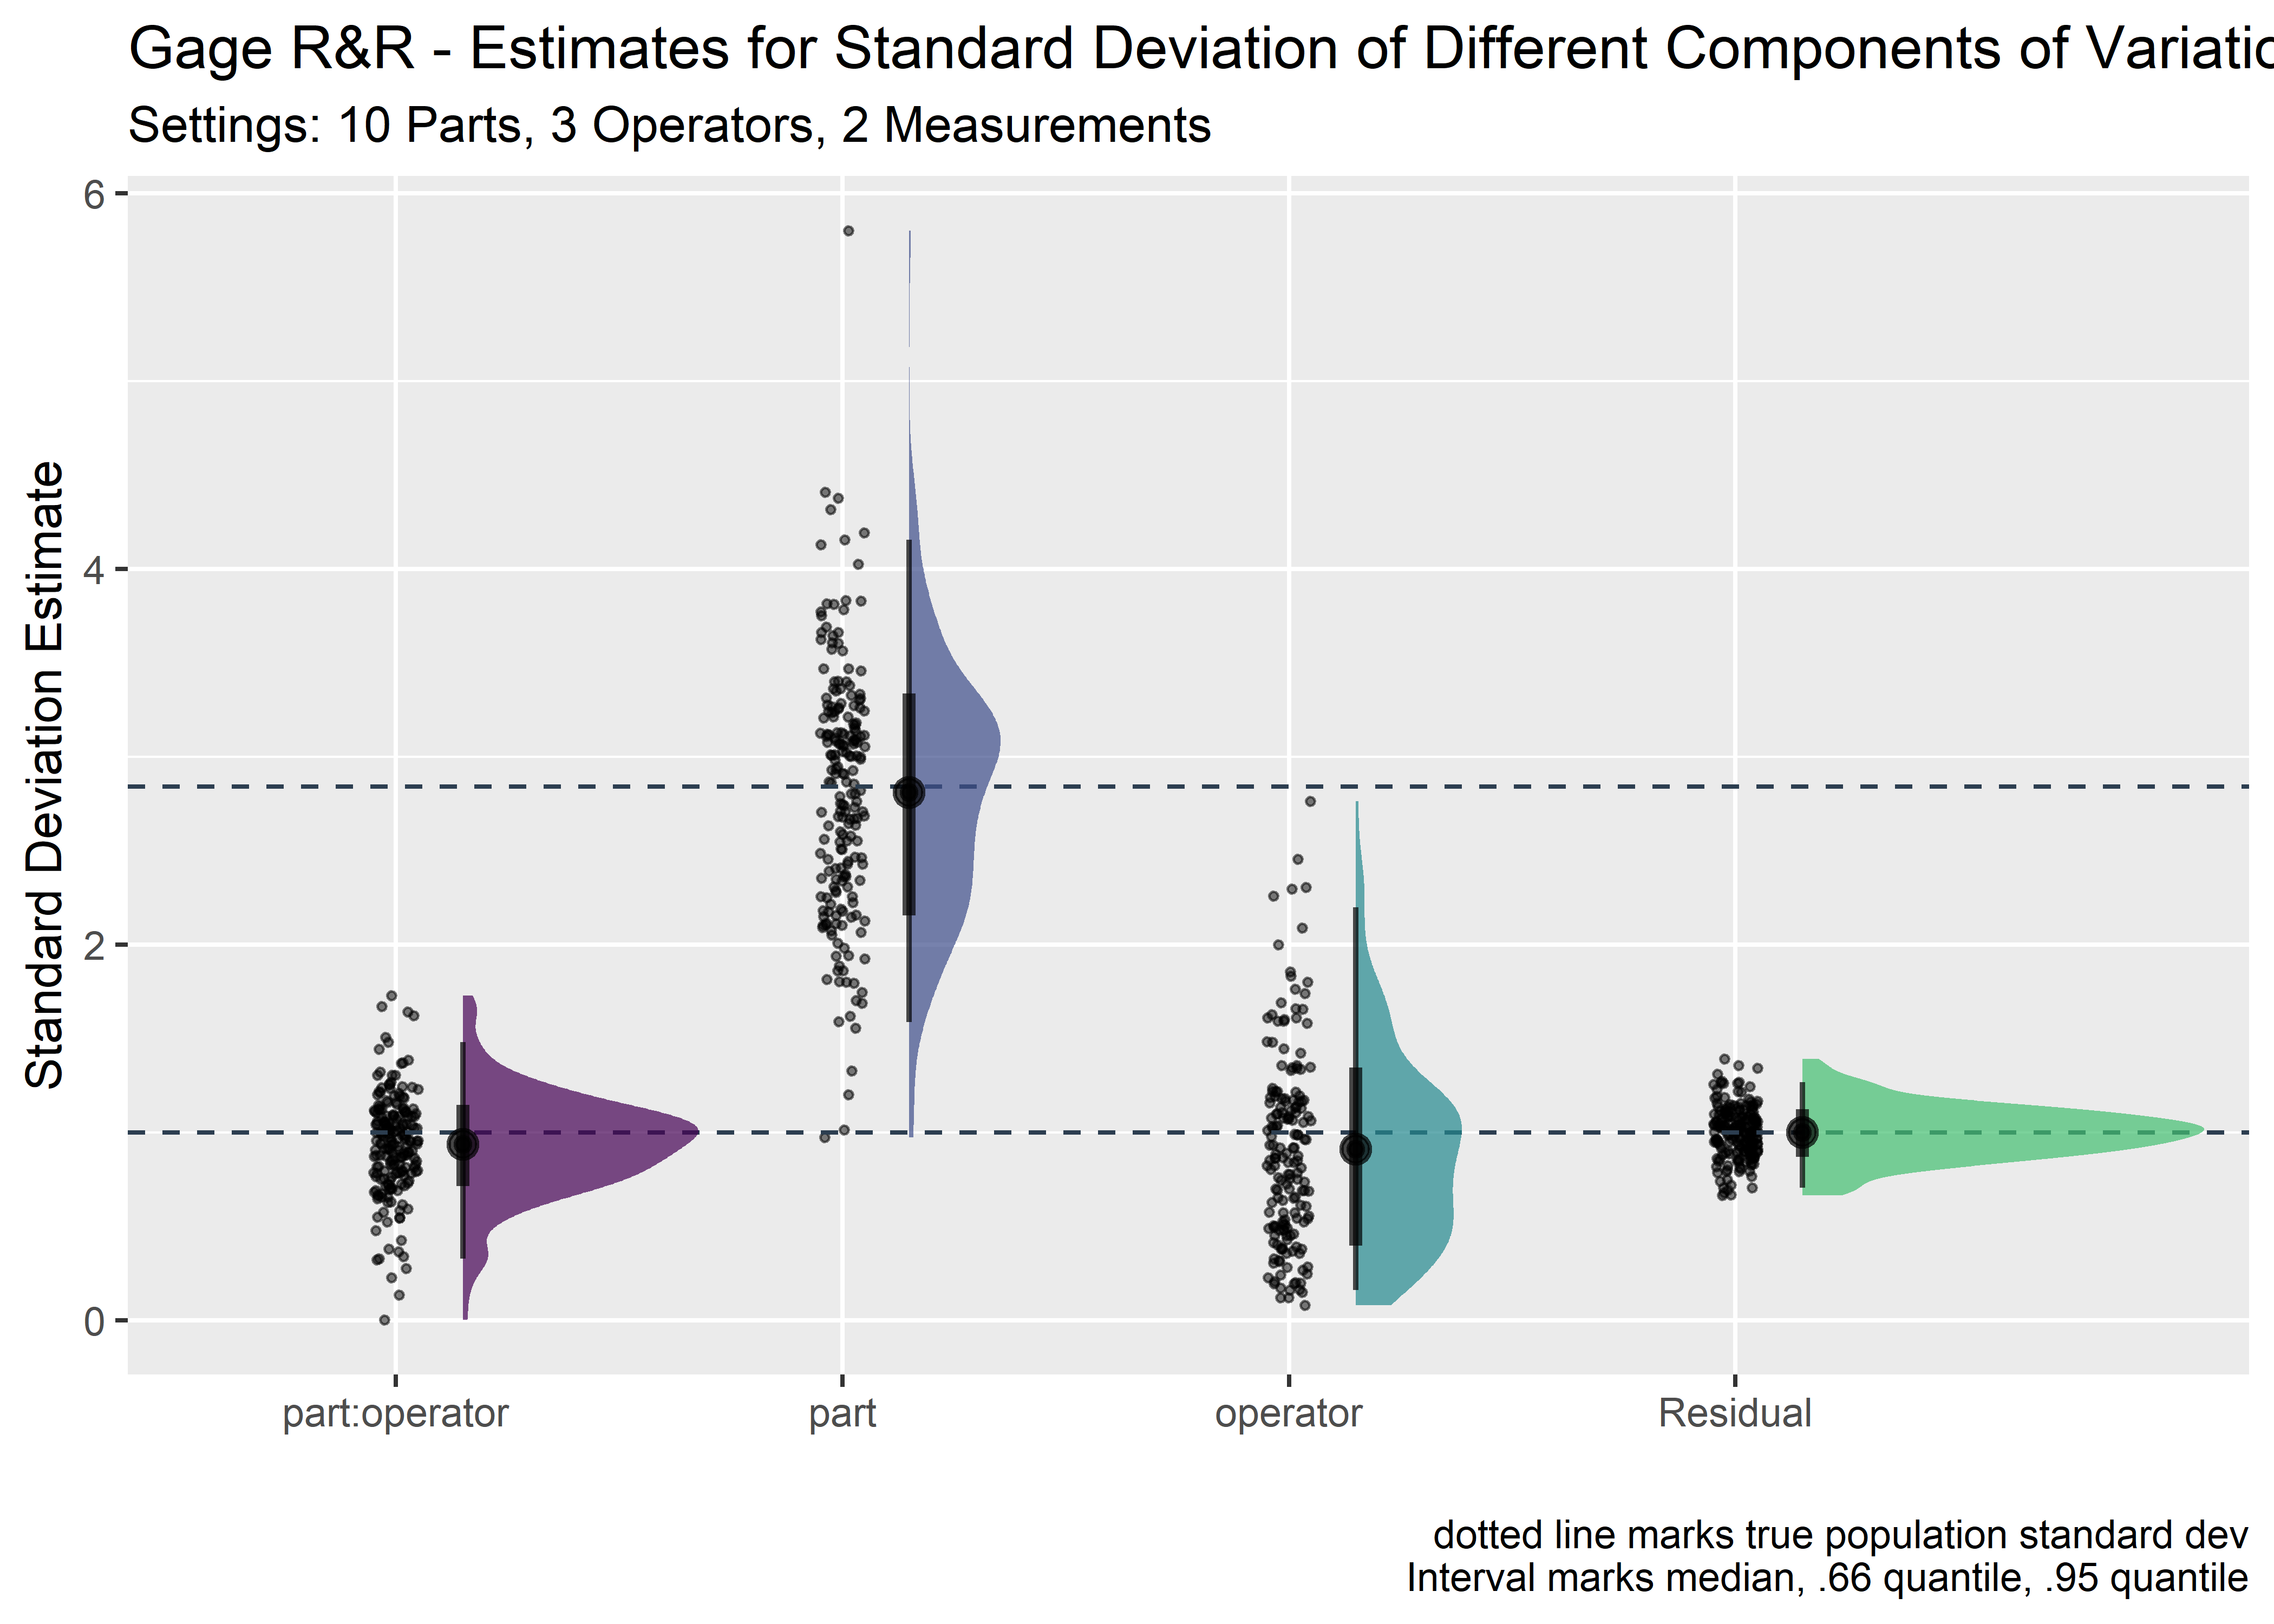 Gage R&R - Estimates for Standard Deviation of Different Components of Variatio
Settings: 10 Parts, 3 Operators, 2 Measurements
Standard Deviation Estimate
6
4
2
0
part:operator
part
operator
Residual
dotted line marks true population standard dev
Interval marks median, .66 quantile, .95 quantile